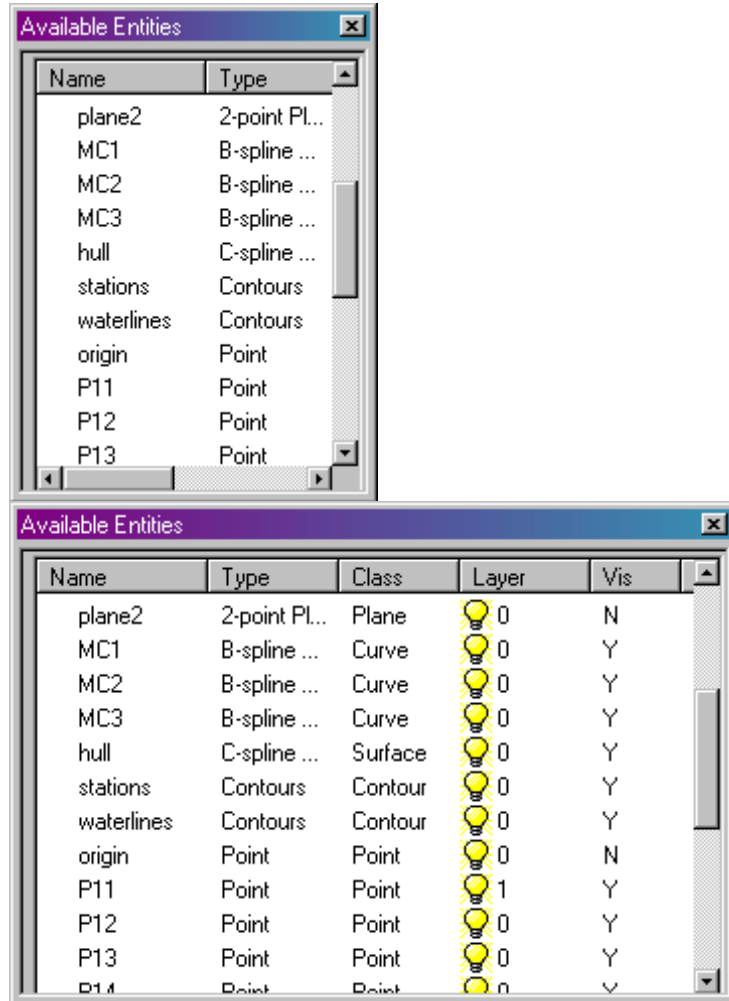 Available Entities
Name Type
plane2 2-point Pl...
MC1 B-spline ...
MC2 B-spline ...
MC3 B-spline ...
hull C-spline ...
stations Contours
waterlines Contours
origin Point
P11 Point
P12 Point
P13 Point
Available Entities
Name Type Class Layer Vis
plane2 2-point Pl... Plane 0 N
MC1 B-spline ... Curve 0 Y
MC2 B-spline ... Curve 0 Y
MC3 B-spline ... Curve 0 Y
hull C-spline ... Surface 0 Y
stations Contours Contour 0 Y
waterlines Contours Contour 0 Y
origin Point Point 0 N
P11 Point Point 1 Y
P12 Point Point 0 Y
P13 Point Point 0 Y
P14 Point Point 0 Y